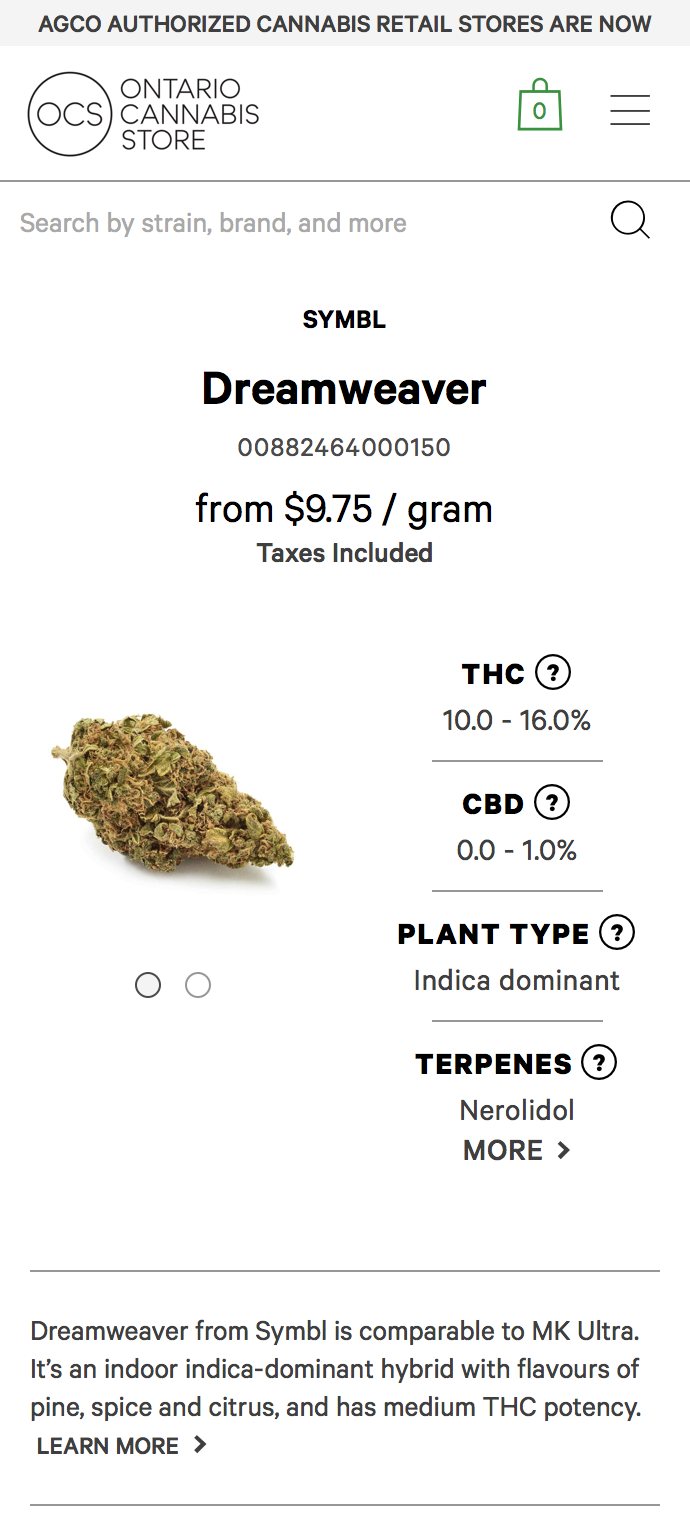 AGCO AUTHORIZED CANNABIS RETAIL STORES ARE NOW
OCS
ONTARIO
CANNABIS
STORE
0
Search by strain, brand, and more
SYMBL
Dreamweaver
00882464000150
from $9.75 / gram
Taxes Included
THC ?
10.0 - 16.0%
CBD ?
0.0 - 1.0%
PLANT TYPE ?
Indica dominant
TERPENES ?
Nerolidol
MORE >
Dreamweaver from Symbl is comparable to MK Ultra.
It’s an indoor indica-dominant hybrid with flavours of
pine, spice and citrus, and has medium THC potency.
LEARN MORE >